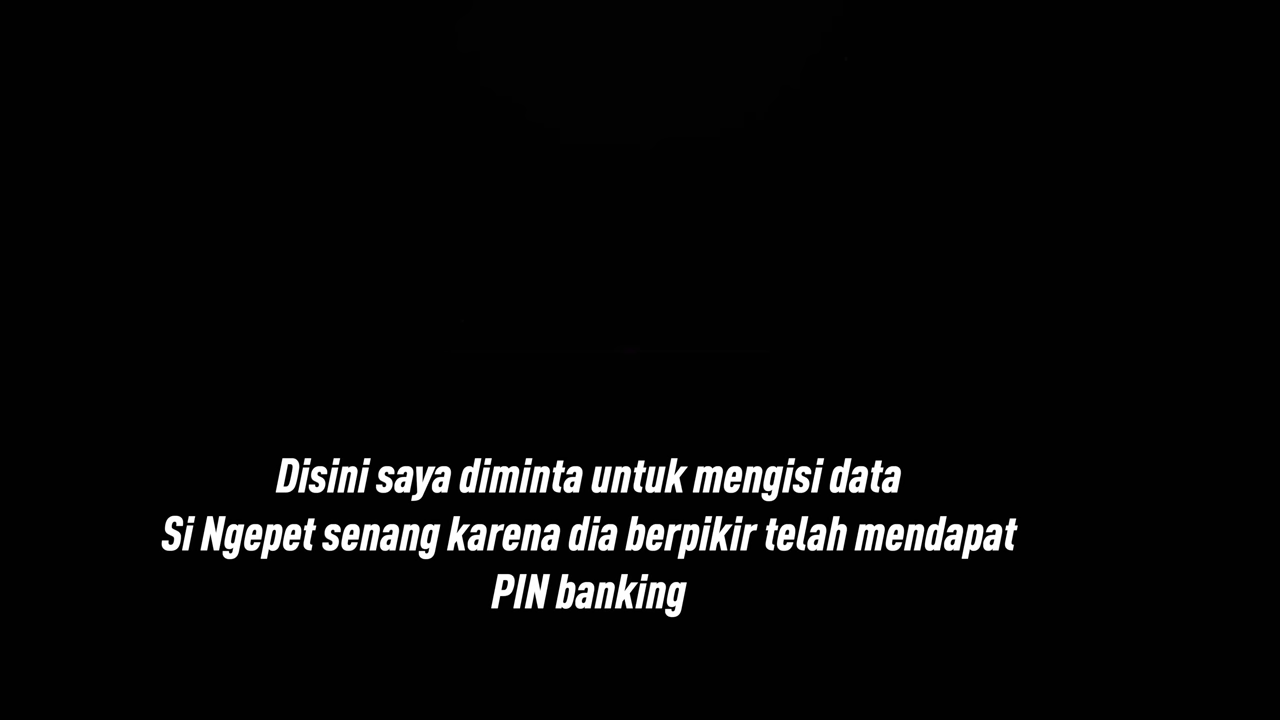 Disini saya diminta untuk mengisi data
Si Ngepet senang karena dia berpikir telah mendapat
PIN banking